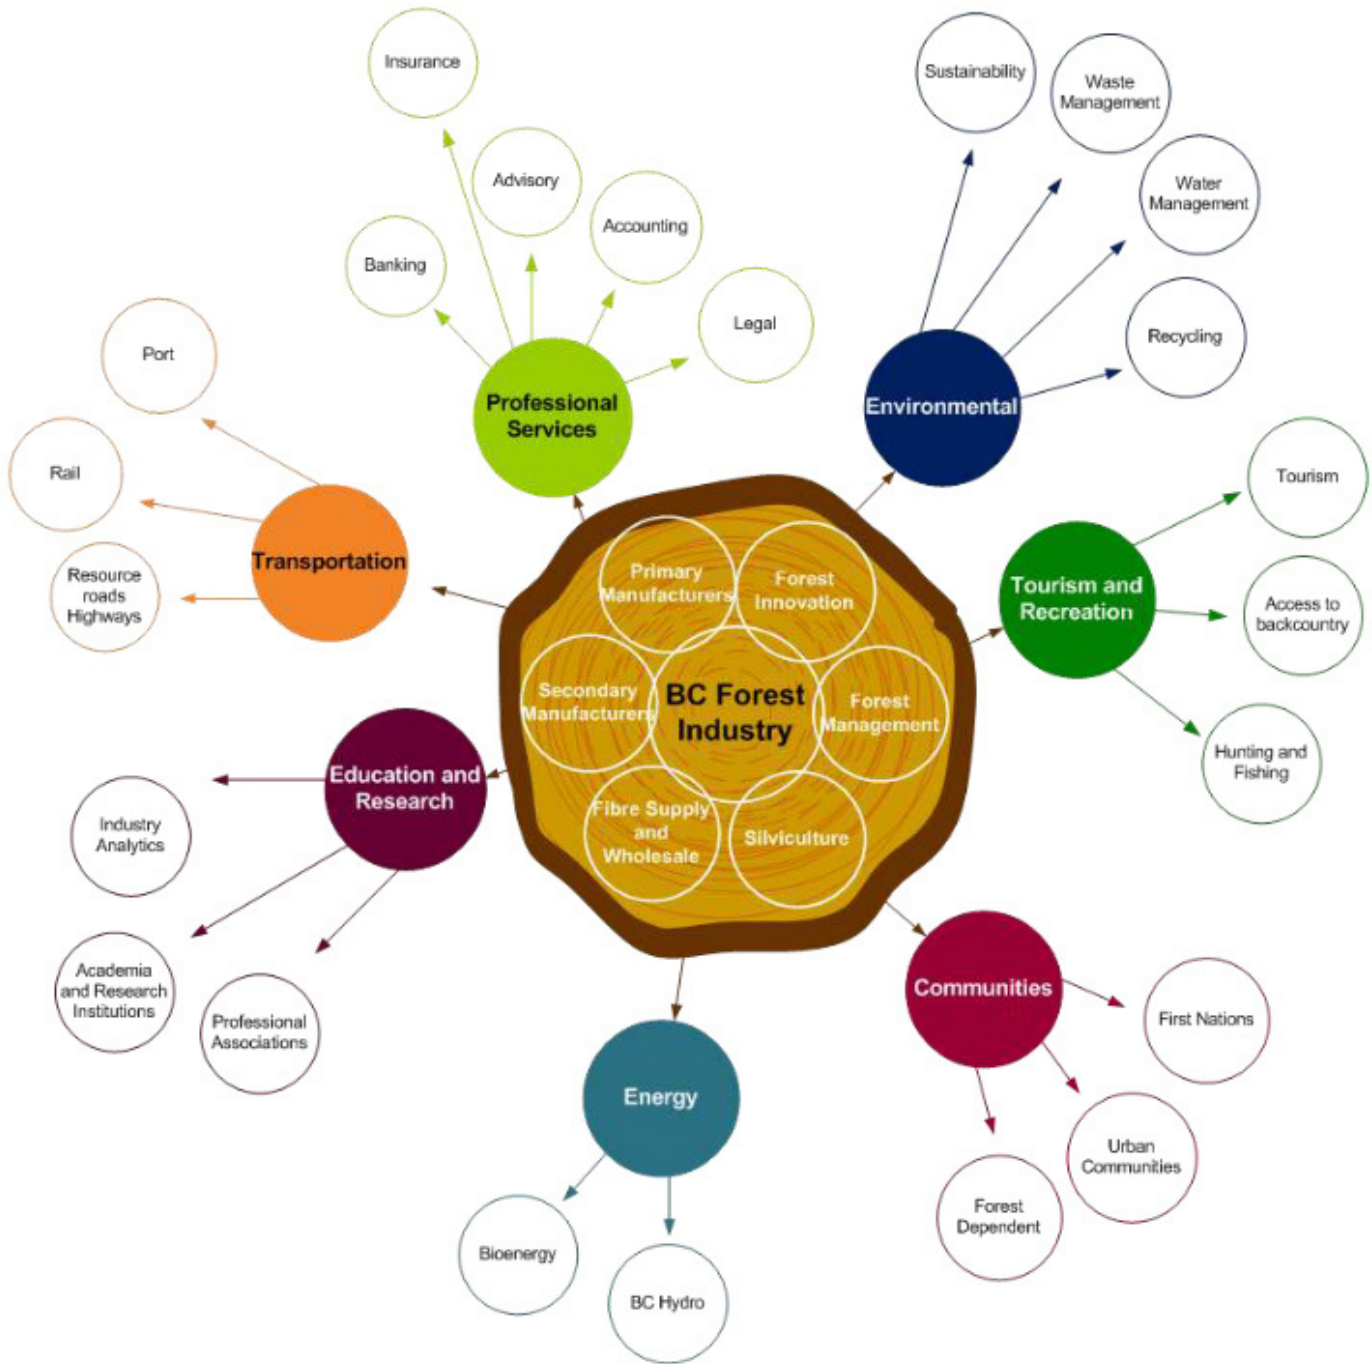 Insurance
Advisory
Accounting
Banking
Legal
Professional
Services
Sustainability
Waste
Management
Water
Management
Recycling
Environmental
Port
Rail
Resource
roads
Highways
Transportation
Tourism
Access to
backcountry
Hunting and
Fishing
Tourism and
Recreation
Primary
Manufacturers
Forest
Innovation
Secondary
Manufacturers
BC Forest
Industry
Forest
Management
Fibre Supply
and
Wholesale
Silviculture
Education and
Research
Industry
Analytics
Academia
and Research
Institutions
Professional
Associations
Communities
First Nations
Urban
Communities
Forest
Dependent
Energy
Bioenergy
BC Hydro